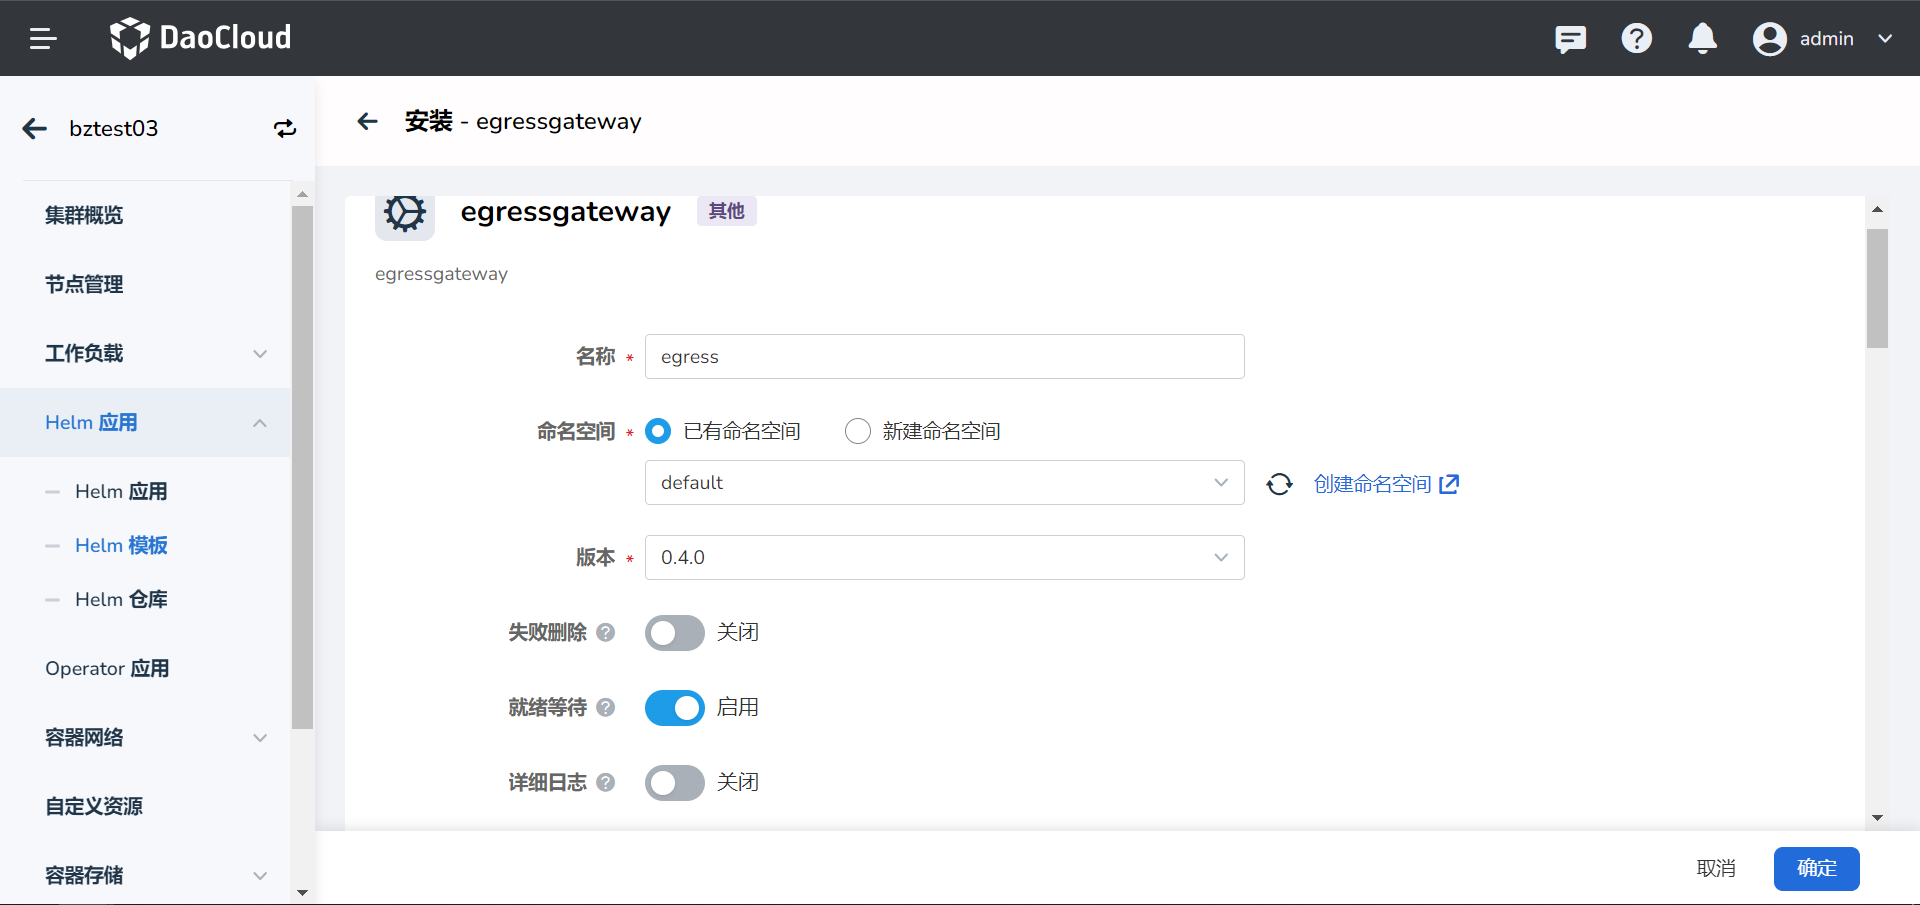 DaoCloud
admin
bztest03
集群概览
节点管理
工作负载
Helm 应用
Helm 应用
Helm 模板
Helm 仓库
Operator 应用
容器网络
自定义资源
容器存储
安装 - egressgateway
egressgateway 其他
egressgateway
名称 * egress
命名空间 * 已有命名空间 新建命名空间
default 创建命名空间
版本 * 0.4.0
失败删除 ? 关闭
就绪等待 ? 启用
详细日志 ? 关闭
取消 确定